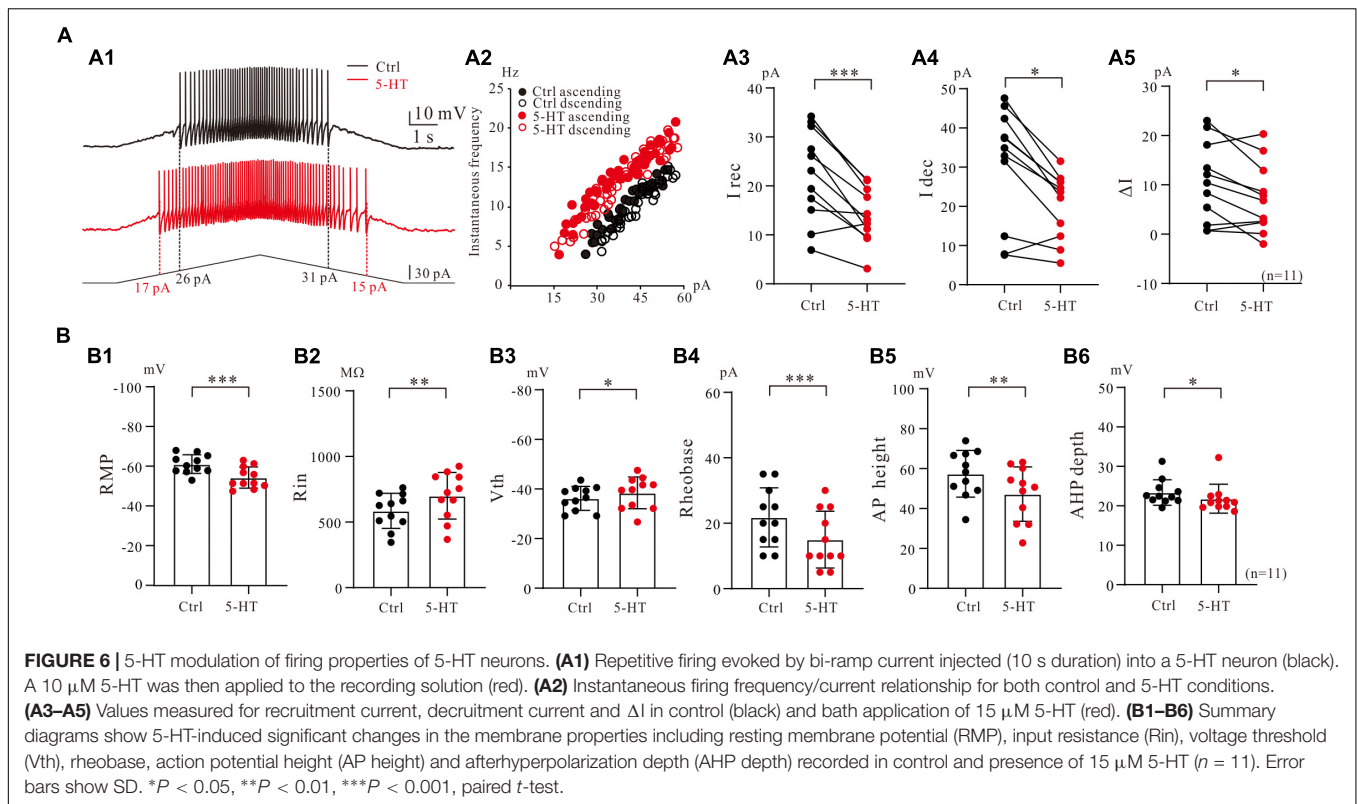 A
A1
Ctrl
5-HT
10 mV
1 s
17 pA
26 pA
31 pA
15 pA
30 pA
A2
Hz
Ctrl ascending
Ctrl dscending
5-HT ascending
5-HT dscending
Instantaneous frequency
25
20
15
10
5
0
15 30 45 60
pA
A3
pA
***
40
30
20
10
0
I rec
Ctrl 5-HT
A4
pA
*
50
40
30
20
10
0
I dec
Ctrl 5-HT
A5
pA
*
30
20
10
0
-10
ΔI
(n=11)
Ctrl 5-HT
B
B1
mV
***
-100
-80
-60
-40
-20
0
RMP
Ctrl 5-HT
B2
MΩ
**
1500
1000
500
0
Rin
Ctrl 5-HT
B3
mV
*
-80
-60
-40
-20
0
Vth
Ctrl 5-HT
B4
pA
***
60
40
20
0
Rheobase
Ctrl 5-HT
B5
mV
**
100
80
60
40
20
0
AP height
Ctrl 5-HT
B6
mV
*
50
40
30
20
10
0
AHP depth
(n=11)
Ctrl 5-HT
FIGURE 6 | 5-HT modulation of firing properties of 5-HT neurons. (A1) Repetitive firing evoked by bi-ramp current injected (10 s duration) into a 5-HT neuron (black).
A 10 μM 5-HT was then applied to the recording solution (red). (A2) Instantaneous firing frequency/current relationship for both control and 5-HT conditions.
(A3–A5) Values measured for recruitment current, decruitment current and ΔI in control (black) and bath application of 15 μM 5-HT (red). (B1–B6) Summary
diagrams show 5-HT-induced significant changes in the membrane properties including resting membrane potential (RMP), input resistance (Rin), voltage threshold
(Vth), rheobase, action potential height (AP height) and afterhyperpolarization depth (AHP depth) recorded in control and presence of 15 μM 5-HT (n = 11). Error
bars show SD. *P < 0.05, **P < 0.01, ***P < 0.001, paired t-test.